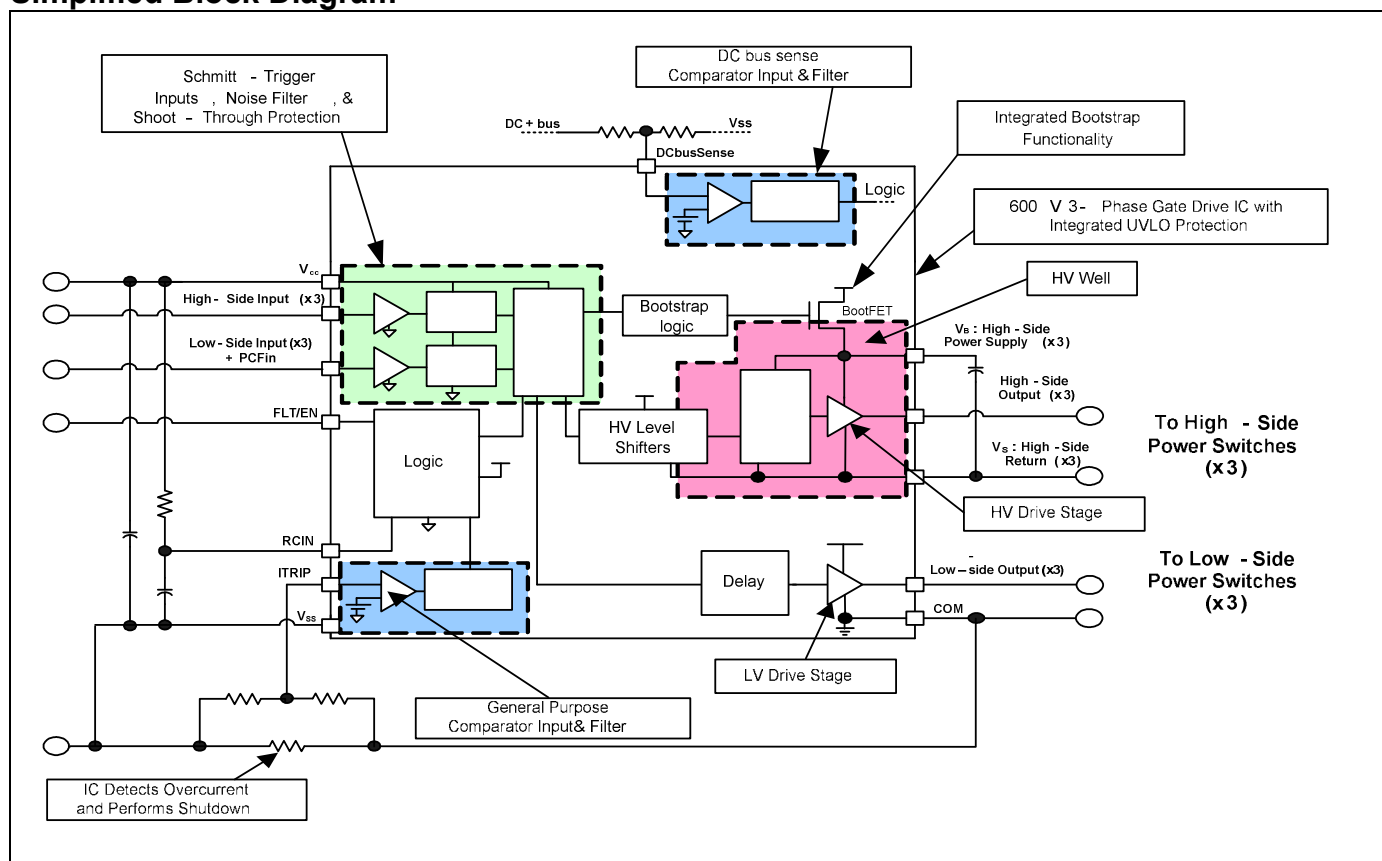 Simplified Block Diagram
DC bus sense
Comparator Input & Filter
Schmitt - Trigger
Inputs , Noise Filter , &
Shoot - Through Protection
Integrated Bootstrap
Functionality
DC + bus
Vss
DCbusSense
Logic
600 V 3- Phase Gate Drive IC with
Integrated UVLO Protection
Vcc
HV Well
High- Side Input (x3)
Bootstrap
logic
BootFET
Low-Side Input(x3)
+ PCFin
VB : High - Side
Power Supply (x3)
High - Side
Output (x3)
FLT/EN
HV Level
Shifters
To High - Side
Power Switches
(x3)
Logic
VS : High - Side
Return (x3)
HV Drive Stage
RCIN
ITRIP
Delay
-
Low-side Output(x3)
To Low - Side
Power Switches
(x3)
COM
VSS
LV Drive Stage
General Purpose
Comparator Input& Filter
IC Detects Overcurrent
and Performs Shutdown